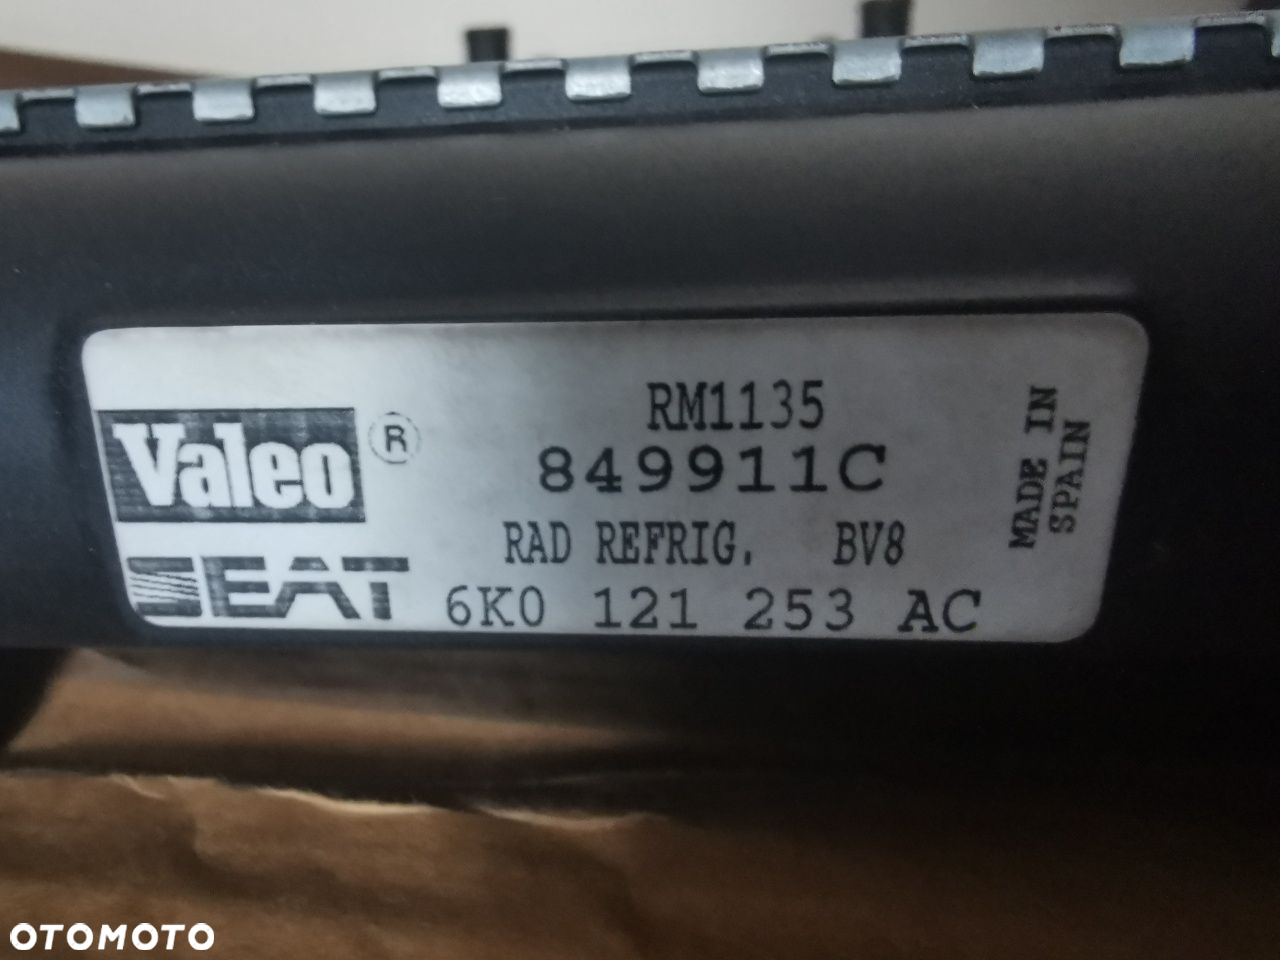 RM1135
Valeo ®
849911C
RAD REFRIG. BV8
SEAT
6K0 121 253 AC
MADE IN
SPAIN
OTOMOTO